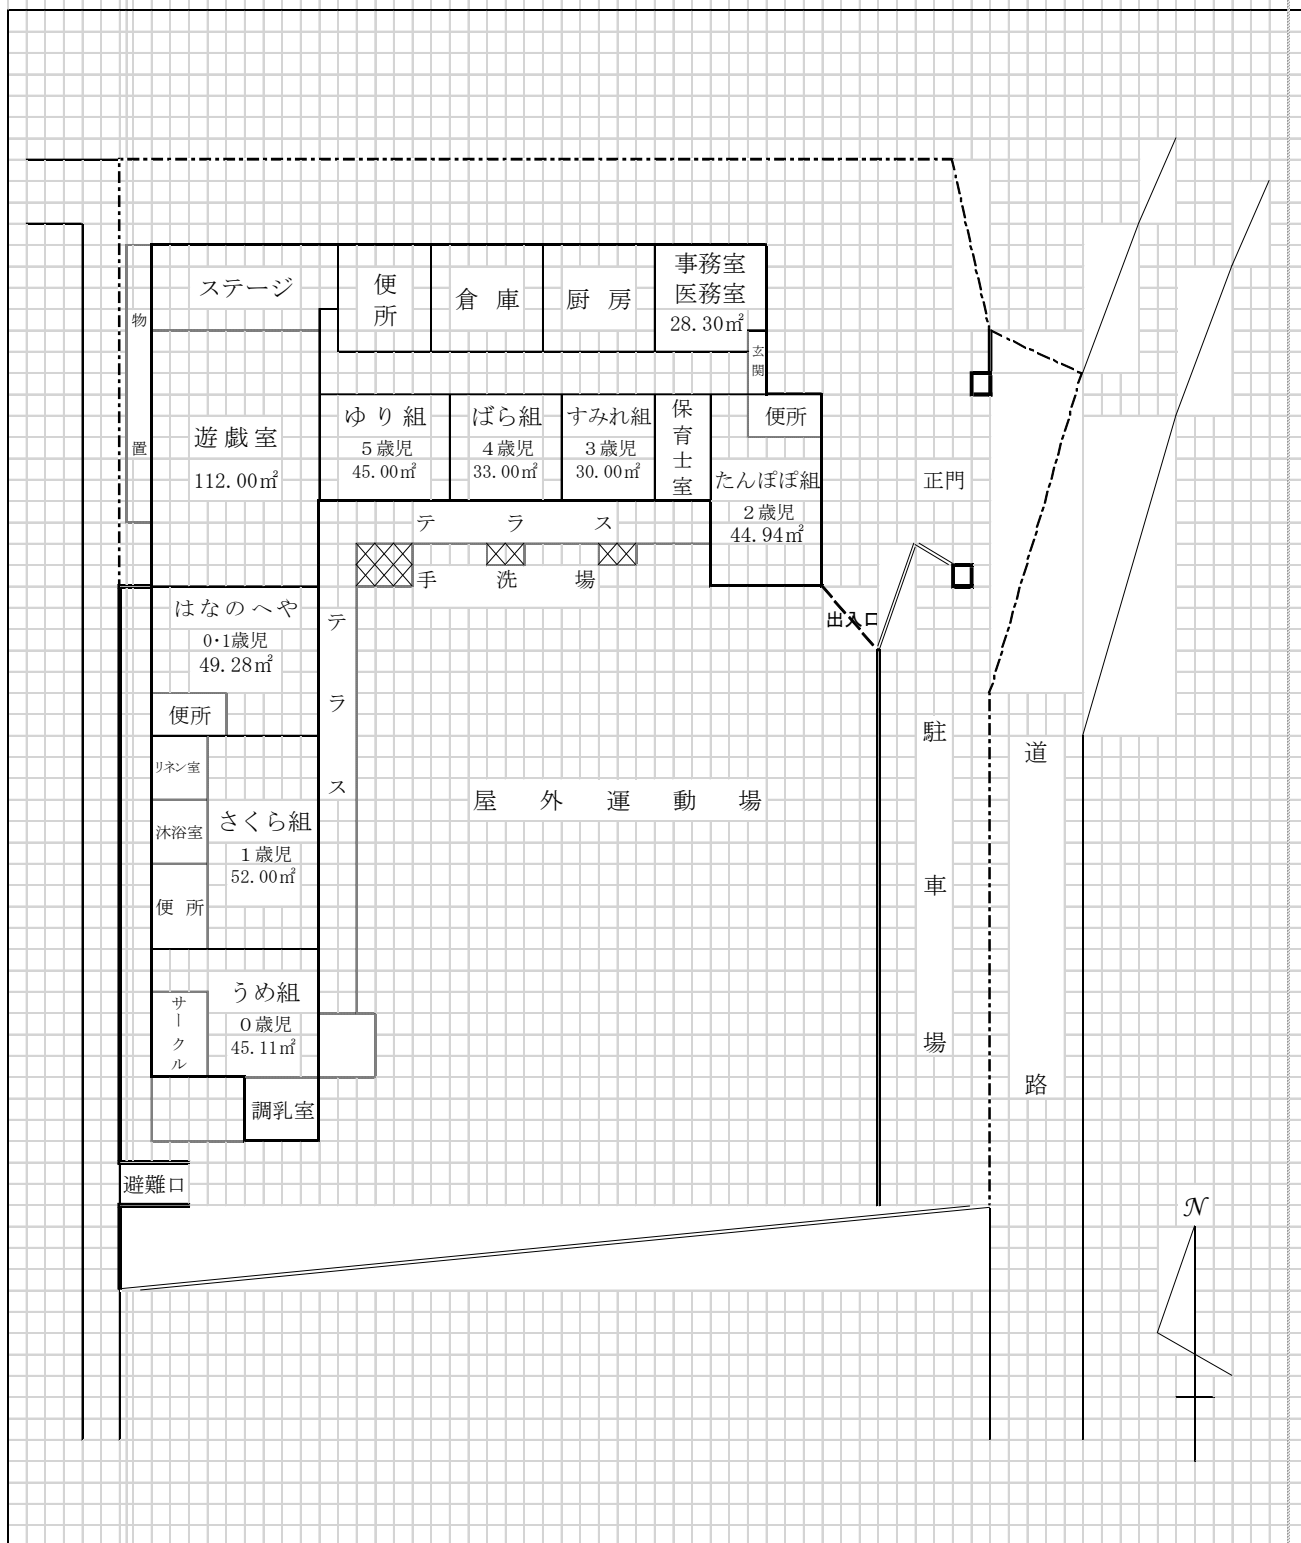 ステージ
便所
倉庫
厨房
事務室
医務室
28.30㎡
物置
玄関
遊戯室
112.00㎡
ゆり組
５歳児
45.00㎡
ばら組
４歳児
33.00㎡
すみれ組
３歳児
30.00㎡
保育士室
便所
たんぽぽ組
２歳児
44.94㎡
正門
テラス
手洗場
出入口
はなのへや
0・1歳児
49.28㎡
便所
テラス
リネン室
沐浴室
便所
さくら組
１歳児
52.00㎡
屋外運動場
駐車場
道路
うめ組
０歳児
45.11㎡
サークル
調乳室
避難口
N